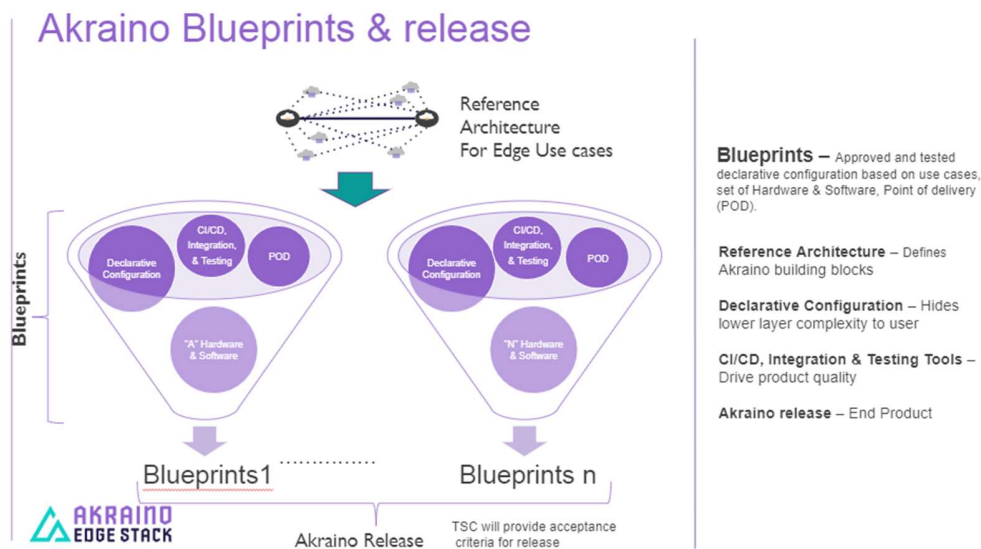 Akraino Blueprints & release
Reference
Architecture
For Edge Use cases
Blueprints
Declarative
Configuration
CI/CD,
Integration,
& Testing
POD
"A" Hardware
& Software
Declarative
Configuration
CI/CD,
Integration,
& Testing
POD
"N" Hardware
& Software
Blueprints1
Blueprints n
Akraino Release
TSC will provide acceptance
criteria for release
AKRAINO
EDGE STACK
Blueprints – Approved and tested
declarative configuration based on use cases,
set of Hardware & Software, Point of delivery
(POD).
Reference Architecture – Defines
Akraino building blocks
Declarative Configuration – Hides
lower layer complexity to user
CI/CD, Integration & Testing Tools –
Drive product quality
Akraino release – End Product